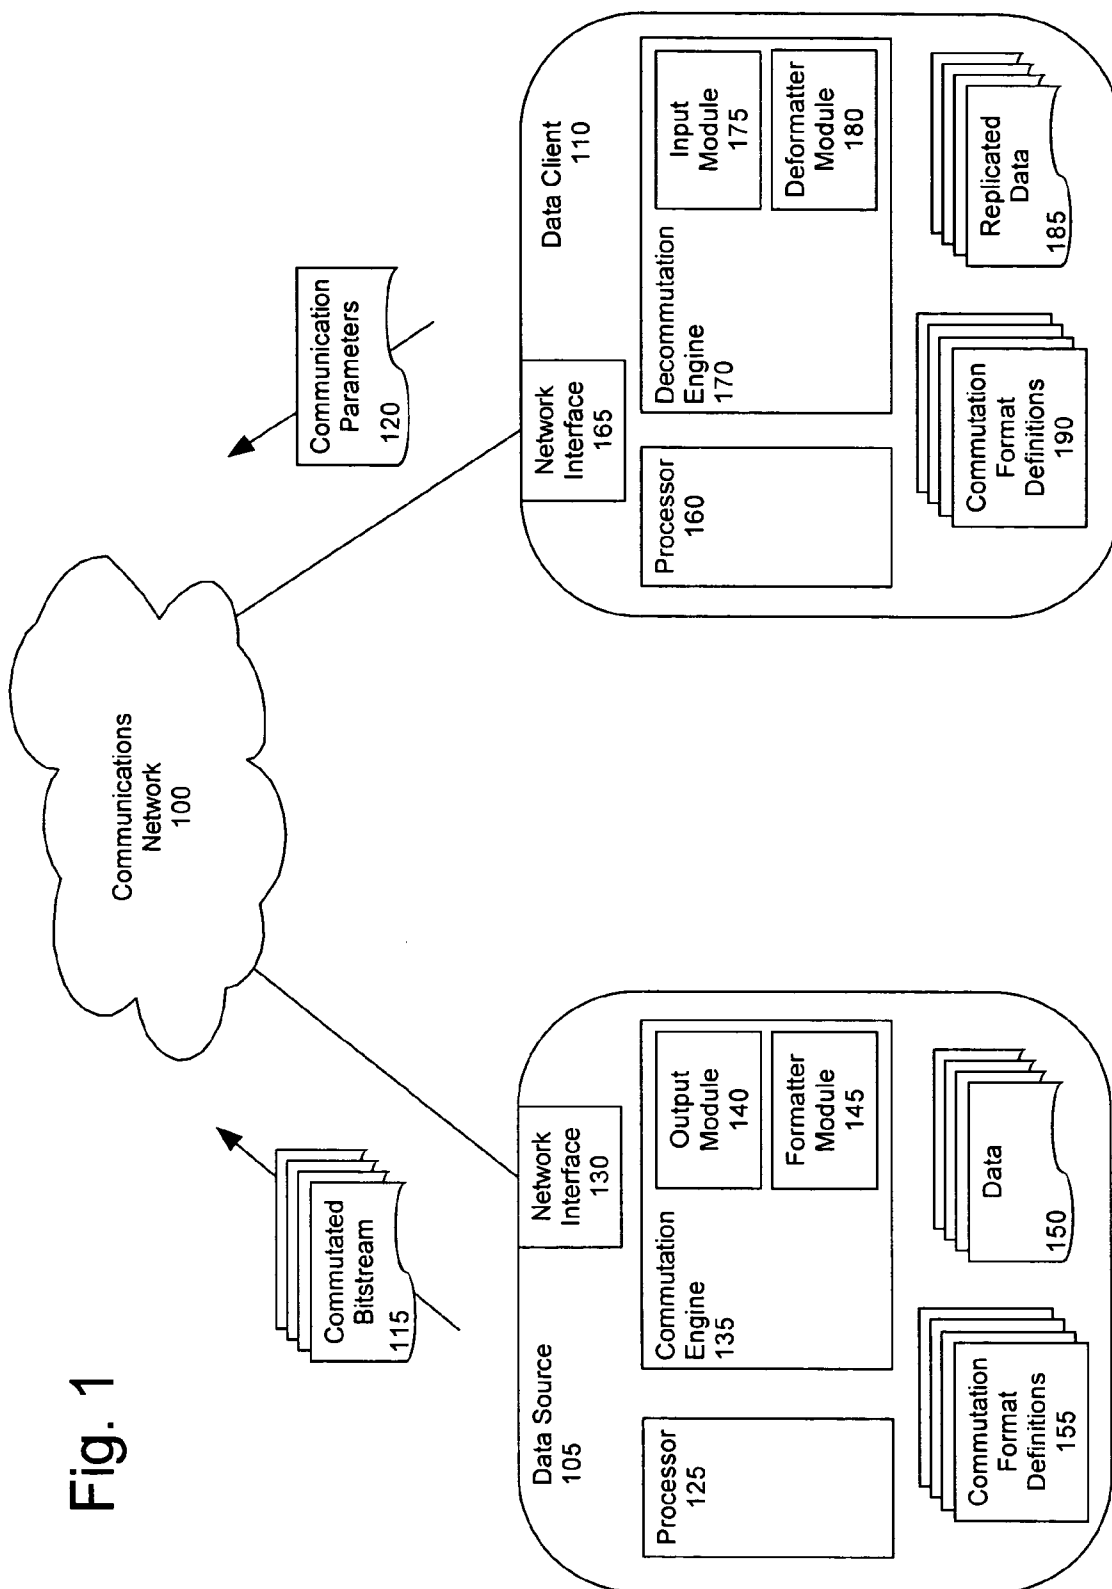 Fig. 1
Communications
Network
100
Commutated
Bitstream
115
Communication
Parameters
120
Data Source
105
Network
Interface
130
Processor
125
Commutation
Engine
135
Output
Module
140
Formatter
Module
145
Commutation
Format
Definitions
155
Data
150
Data Client
110
Network
Interface
165
Processor
160
Decommutation
Engine
170
Input
Module
175
Deformatter
Module
180
Commutation
Format
Definitions
190
Replicated
Data
185